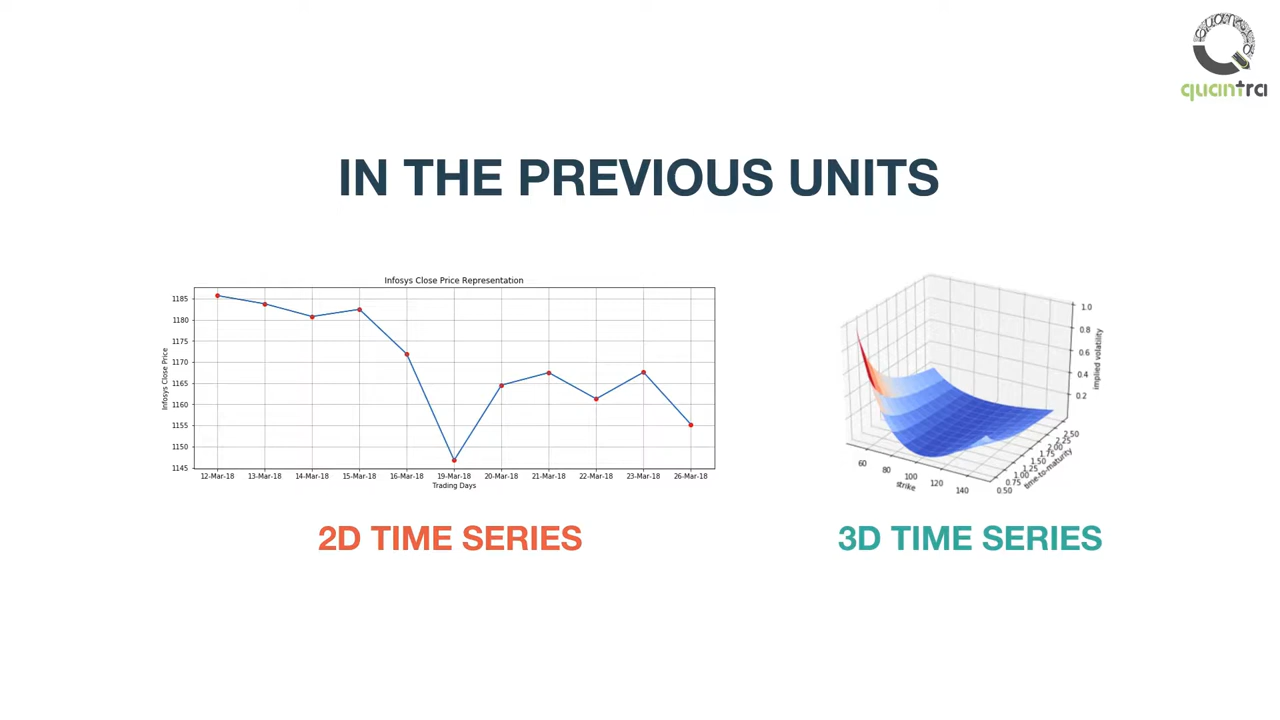 quantra
IN THE PREVIOUS UNITS
Infosys Close Price Representation
Infosys Close Price
1185
1180
1175
1170
1165
1160
1155
1150
1145
12-Mar-18 13-Mar-18 14-Mar-18 15-Mar-18 16-Mar-18 19-Mar-18 20-Mar-18 21-Mar-18 22-Mar-18 23-Mar-18 26-Mar-18
Trading Days
1.0
0.8
0.6
0.4
0.2
implied volatility
60 80 100 120 140
strike
0.50 0.75 1.00 1.25 1.50 1.75 2.00 2.25 2.50
time-to-maturity
2D TIME SERIES
3D TIME SERIES